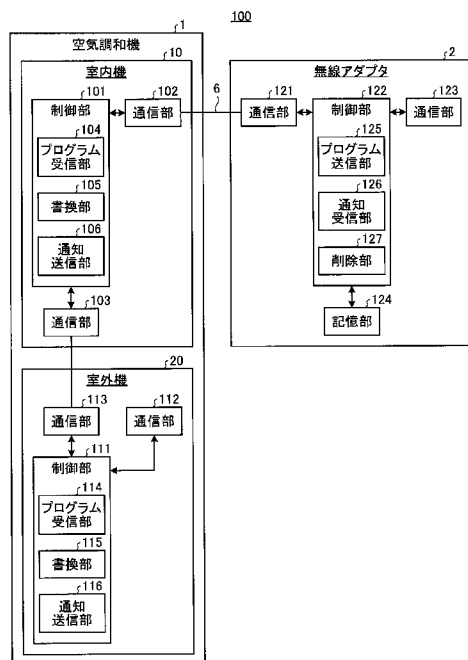 100
1
空気調和機
10
室内機
101
制御部
102
通信部
104
プログラム
受信部
105
書換部
106
通知
送信部
103
通信部
6
2
無線アダプタ
121
通信部
122
制御部
123
通信部
125
プログラム
送信部
126
通知
受信部
127
削除部
124
記憶部
20
室外機
113
通信部
112
通信部
111
制御部
114
プログラム
受信部
115
書換部
116
通知
送信部